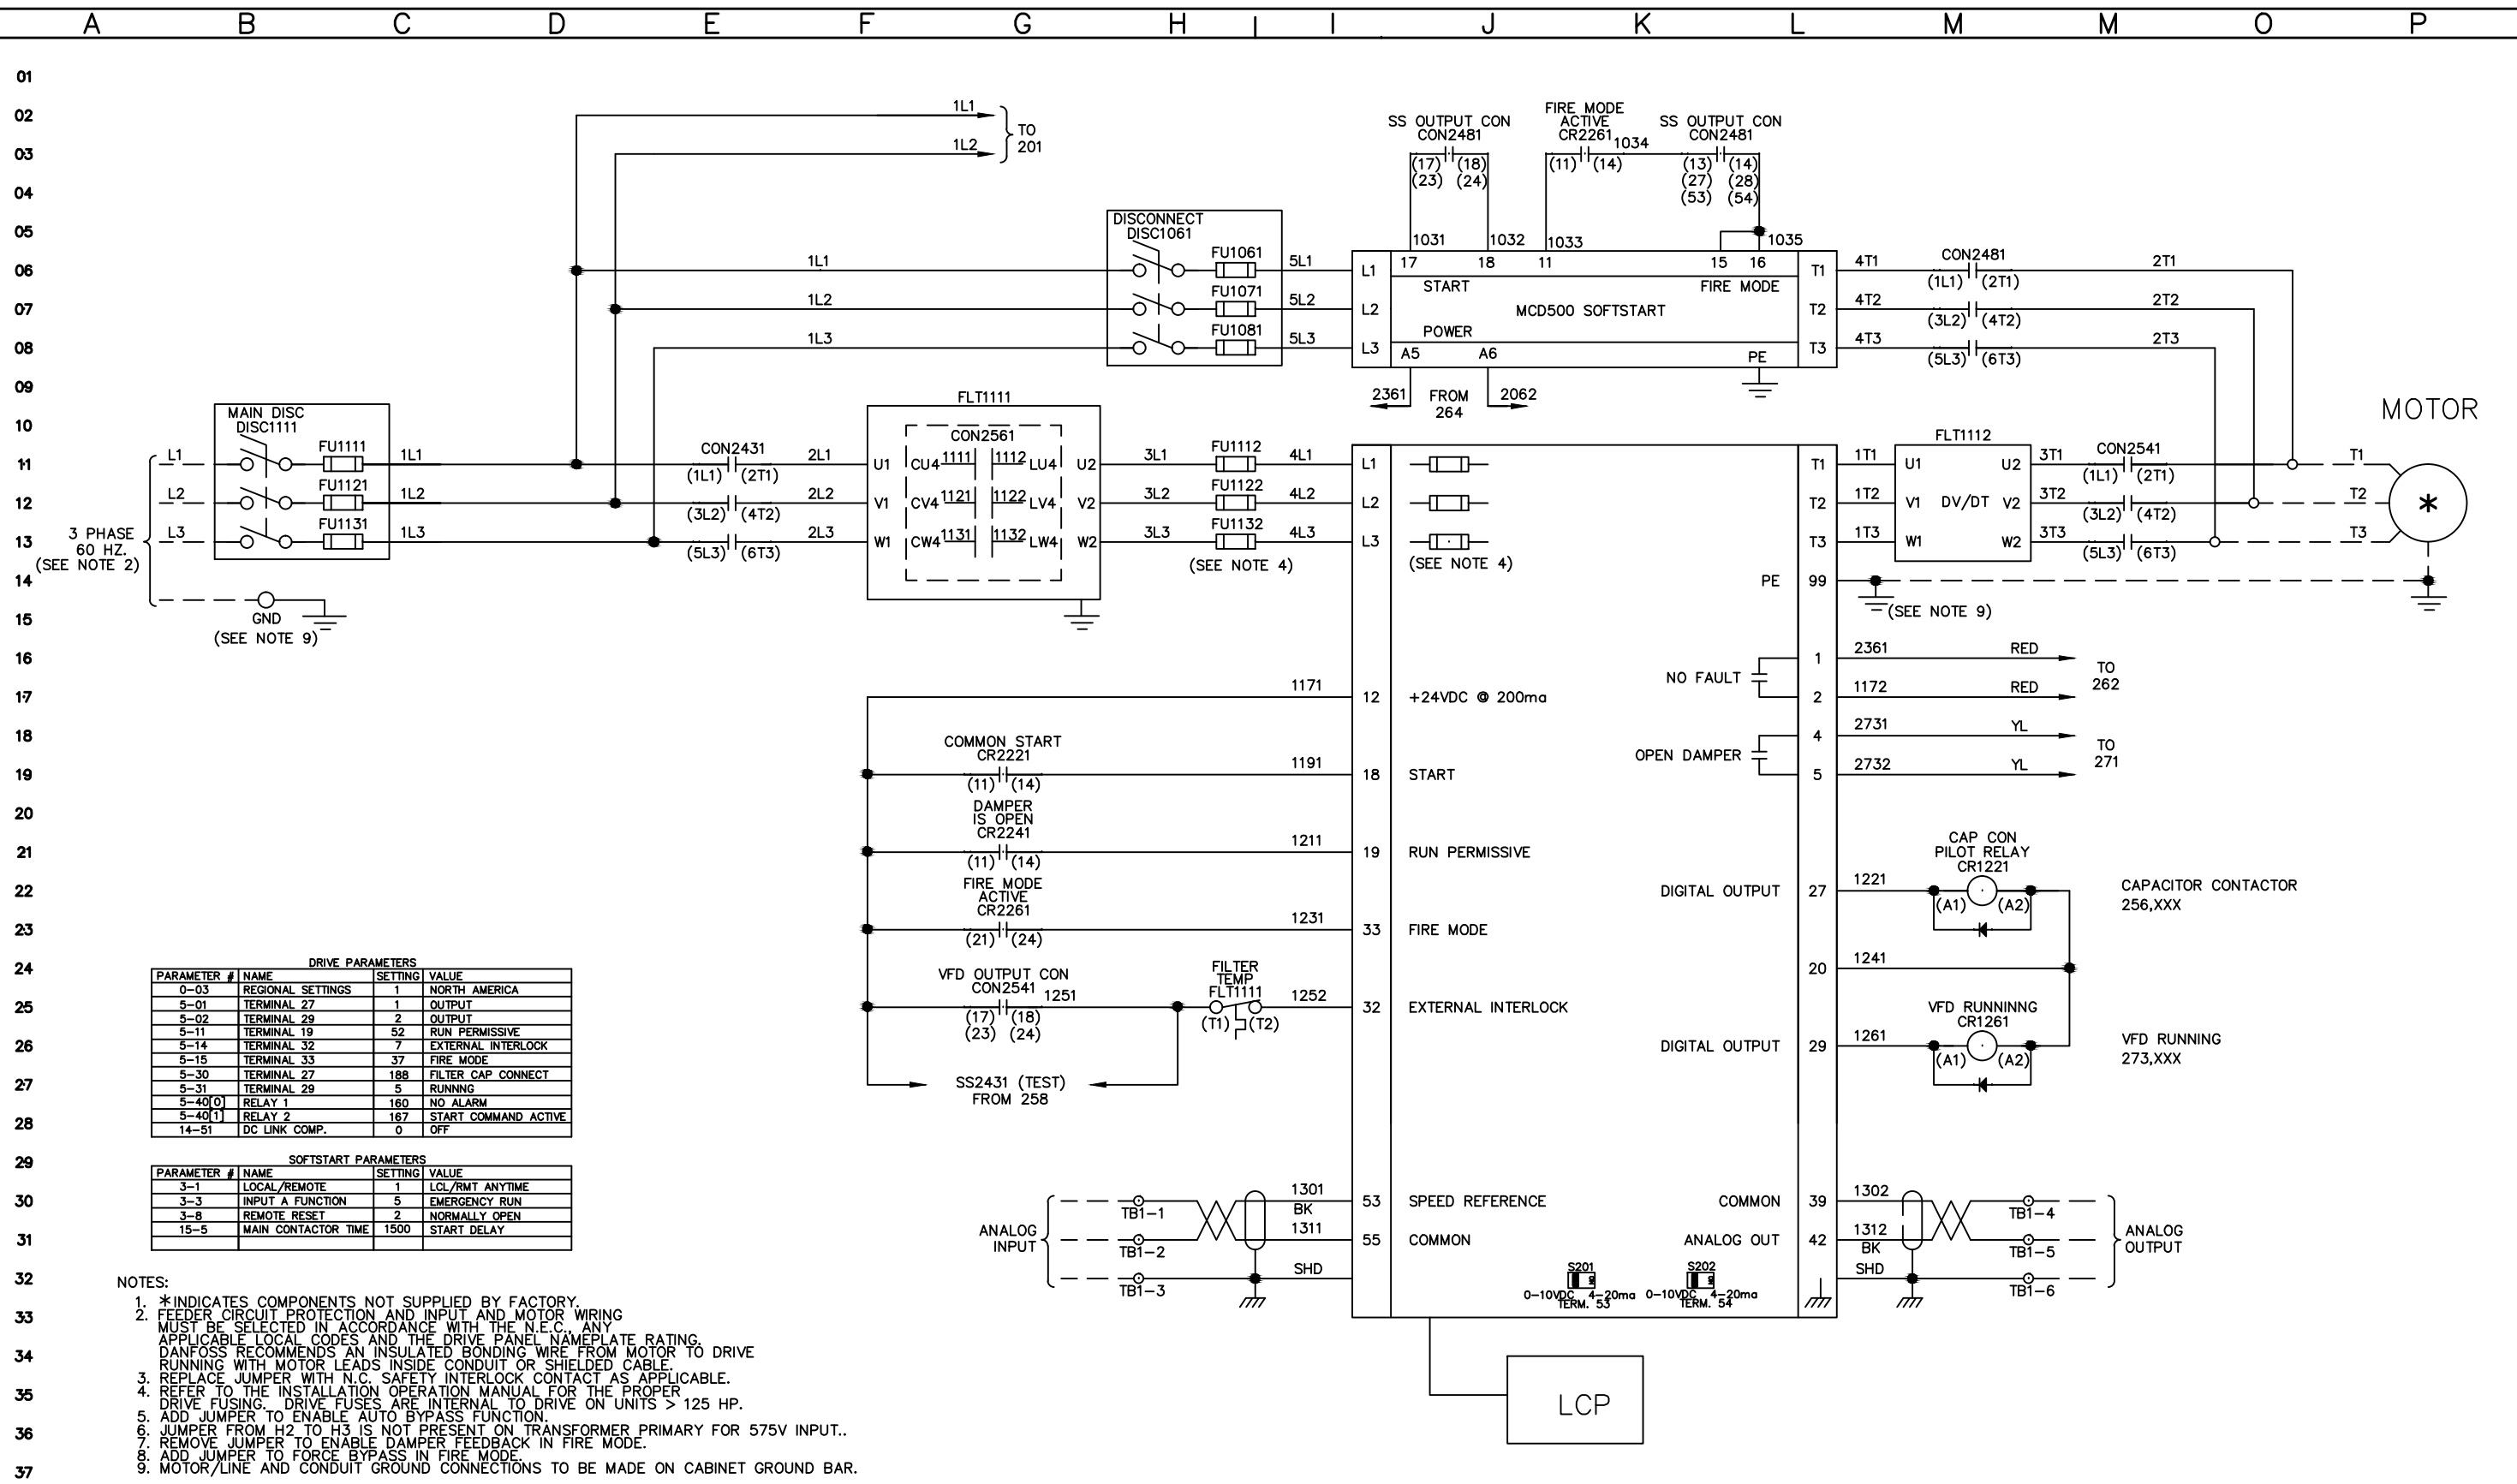 A B C D E F G H I J K L M M O P
01
02
03
04
05
06
07
08
09
10
11
12
13
14
15
16
17
18
19
20
21
22
23
24
25
26
27
28
29
30
31
32
33
34
35
36
37
1L1
1L2
TO
201
SS OUTPUT CON
CON2481
(17) (18)
(23) (24)
FIRE MODE
ACTIVE
CR2261
1034
(11) (14)
SS OUTPUT CON
CON2481
(13) (14)
(27) (28)
(53) (54)
DISCONNECT
DISC1061
FU1061
FU1071
FU1081
1L1
1L2
1L3
5L1
5L2
5L3
1031 1032 1033 1035
L1 17 18 11 15 16 T1
START FIRE MODE
L2 MCD500 SOFTSTART T2
POWER
L3 A5 A6 PE T3
2361 FROM 2062
264
4T1 CON2481 2T1
(1L1) (2T1)
4T2 2T2
(3L2) (4T2)
4T3 2T3
(5L3) (6T3)
MOTOR
MAIN DISC
DISC1111
L1 FU1111 1L1
L2 FU1121 1L2
L3 FU1131 1L3
3 PHASE
60 HZ.
(SEE NOTE 2)
GND
(SEE NOTE 9)
CON2431
(1L1) (2T1)
(3L2) (4T2)
(5L3) (6T3)
2L1
2L2
2L3
FLT1111
CON2561
U1 CU4 1111 1112 LU4 U2
V1 CV4 1121 1122 LV4 V2
W1 CW4 1131 1132 LW4 W2
3L1 FU1112 4L1
3L2 FU1122 4L2
3L3 FU1132 4L3
(SEE NOTE 4)
L1
L2
L3
(SEE NOTE 4)
T1
T2
T3
PE 99
1T1
1T2
1T3
FLT1112
U1 U2
V1 DV/DT V2
W1 W2
3T1 CON2541
(1L1) (2T1)
3T2
(3L2) (4T2)
3T3
(5L3) (6T3)
T1
T2
T3
*
(SEE NOTE 9)
NO FAULT
1 2361 RED
2 1172 RED
TO
262
OPEN DAMPER
4 2731 YL
5 2732 YL
TO
271
1171 12 +24VDC @ 200ma
COMMON START
CR2221
(11) (14)
1191 18 START
DAMPER
IS OPEN
CR2241
(11) (14)
1211 19 RUN PERMISSIVE
FIRE MODE
ACTIVE
CR2261
(21) (24)
1231 33 FIRE MODE
VFD OUTPUT CON
CON2541
1251
(17) (18)
(23) (24)
FILTER
TEMP
FLT1111
(T1) (T2)
1252 32 EXTERNAL INTERLOCK
SS2431 (TEST)
FROM 258
CAP CON
PILOT RELAY
CR1221
DIGITAL OUTPUT 27 1221
(A1) (A2)
CAPACITOR CONTACTOR
256,XXX
20 1241
VFD RUNNINNG
CR1261
DIGITAL OUTPUT 29 1261
(A1) (A2)
VFD RUNNING
273,XXX
DRIVE PARAMETERS
PARAMETER # NAME SETTING VALUE
0-03 REGIONAL SETTINGS 1 NORTH AMERICA
5-01 TERMINAL 27 1 OUTPUT
5-02 TERMINAL 29 2 OUTPUT
5-11 TERMINAL 19 52 RUN PERMISSIVE
5-14 TERMINAL 32 7 EXTERNAL INTERLOCK
5-15 TERMINAL 33 37 FIRE MODE
5-30 TERMINAL 27 188 FILTER CAP CONNECT
5-31 TERMINAL 29 5 RUNNNG
5-40[0] RELAY 1 160 NO ALARM
5-40[1] RELAY 2 167 START COMMAND ACTIVE
14-51 DC LINK COMP. 0 OFF
SOFTSTART PARAMETERS
PARAMETER # NAME SETTING VALUE
3-1 LOCAL/REMOTE 1 LCL/RMT ANYTIME
3-3 INPUT A FUNCTION 5 EMERGENCY RUN
3-8 REMOTE RESET 2 NORMALLY OPEN
15-5 MAIN CONTACTOR TIME 1500 START DELAY
ANALOG
INPUT
TB1-1
TB1-2
TB1-3
1301 53 SPEED REFERENCE
BK
1311 55 COMMON
SHD
COMMON 39 1302
ANALOG OUT 42 1312
BK
SHD
TB1-4
TB1-5
TB1-6
ANALOG
OUTPUT
S201 S202
0-10VDC 4-20ma 0-10VDC 4-20ma
TERM. 53 TERM. 54
LCP
NOTES:
1. *INDICATES COMPONENTS NOT SUPPLIED BY FACTORY.
2. FEEDER CIRCUIT PROTECTION AND INPUT AND MOTOR WIRING
MUST BE SELECTED IN ACCORDANCE WITH THE N.E.C., ANY
APPLICABLE LOCAL CODES AND THE DRIVE PANEL NAMEPLATE RATING.
DANFOSS RECOMMENDS AN INSULATED BONDING WIRE FROM MOTOR TO DRIVE
RUNNING WITH MOTOR LEADS INSIDE CONDUIT OR SHIELDED CABLE.
3. REPLACE JUMPER WITH N.C. SAFETY INTERLOCK CONTACT AS APPLICABLE.
4. REFER TO THE INSTALLATION OPERATION MANUAL FOR THE PROPER
DRIVE FUSING. DRIVE FUSES ARE INTERNAL TO DRIVE ON UNITS > 125 HP.
5. ADD JUMPER TO ENABLE AUTO BYPASS FUNCTION.
6. JUMPER FROM H2 TO H3 IS NOT PRESENT ON TRANSFORMER PRIMARY FOR 575V INPUT..
7. REMOVE JUMPER TO ENABLE DAMPER FEEDBACK IN FIRE MODE.
8. ADD JUMPER TO FORCE BYPASS IN FIRE MODE.
9. MOTOR/LINE AND CONDUIT GROUND CONNECTIONS TO BE MADE ON CABINET GROUND BAR.